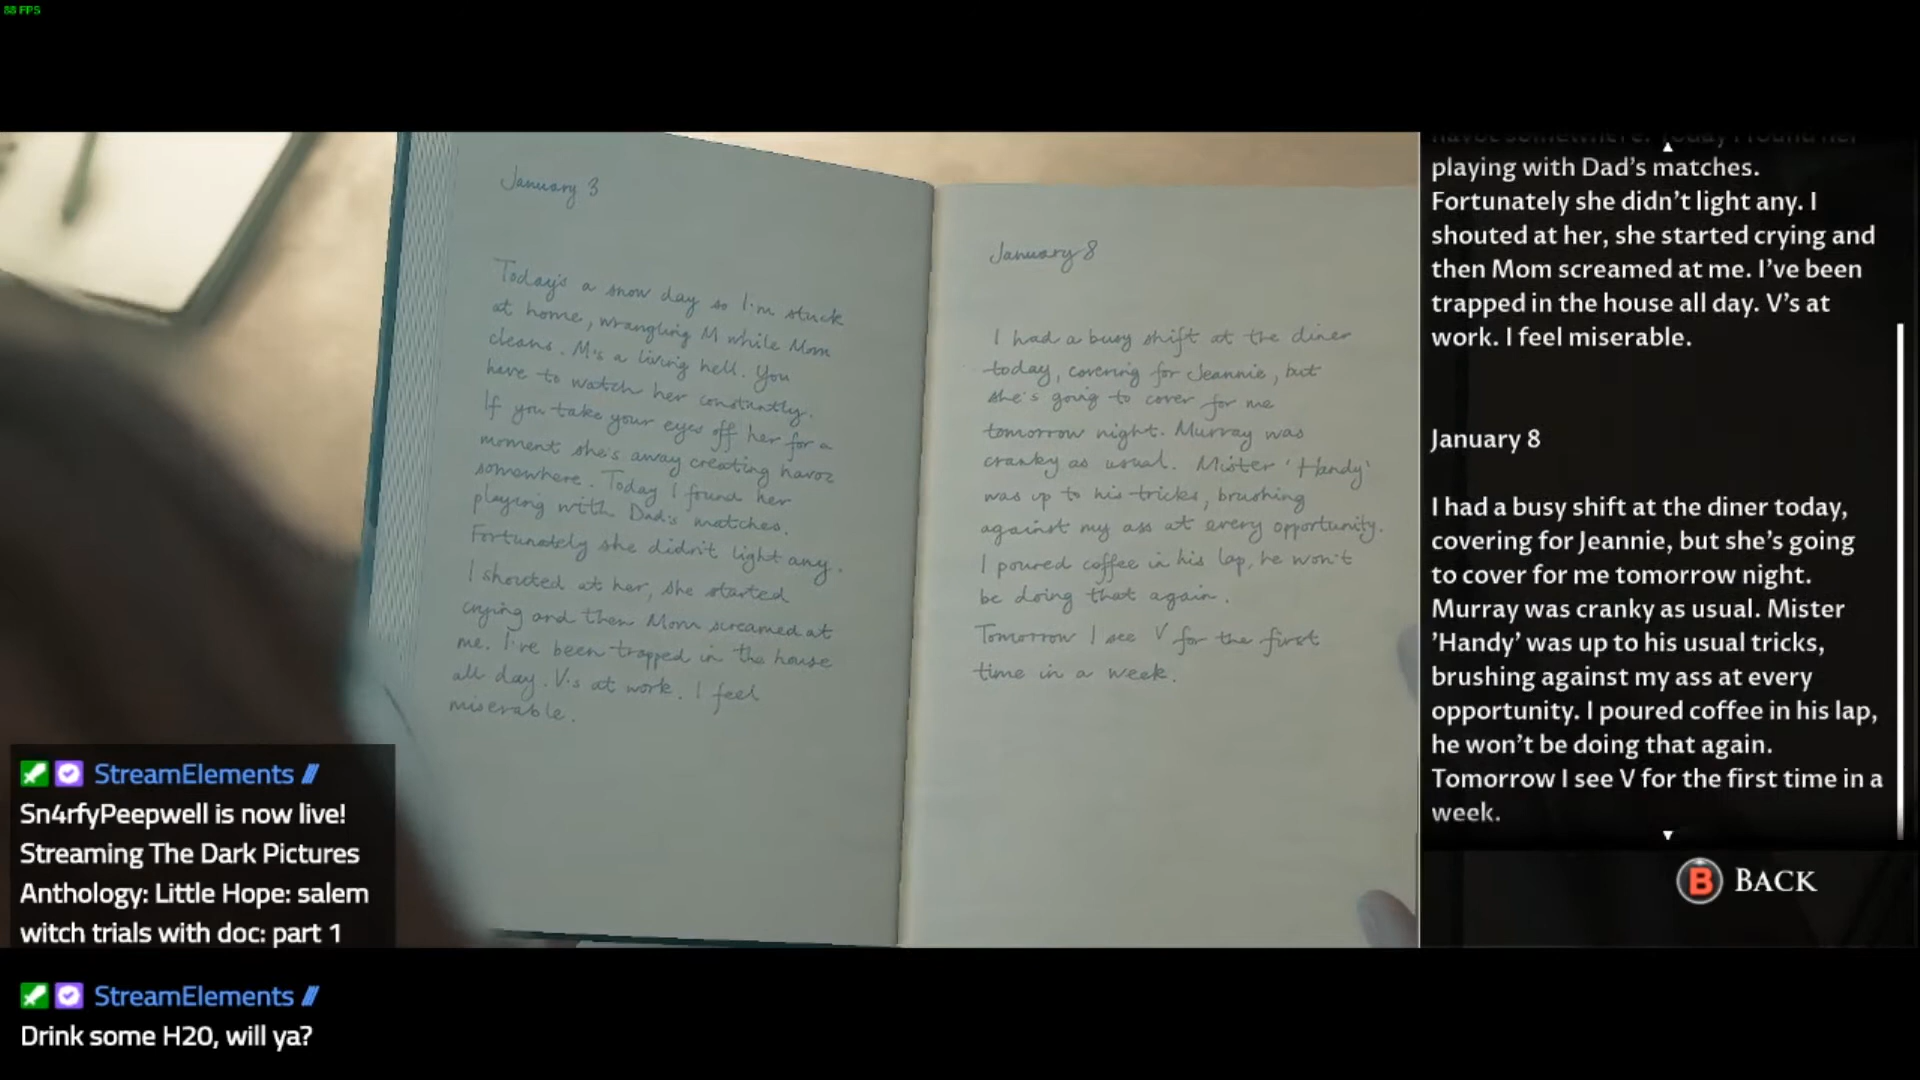 88 FPS
January 3
Today's a snow day so I'm stuck
at home, wrangling M while Mom
cleans. M's a living hell. You
have to watch her constantly.
If you take your eyes off her for a
moment she's away creating havoc
somewhere. Today I found her
playing with Dad's matches.
Fortunately she didn't light any.
I shouted at her, she started
crying and then Mom screamed at
me. I've been trapped in the house
all day. V's at work. I feel
miserable.
January 8
I had a busy shift at the diner
today, covering for Jeannie, but
she's going to cover for me
tomorrow night. Murray was
cranky as usual. Mister 'Handy'
was up to his tricks, brushing
against my ass at every opportunity.
I poured coffee in his lap, he won't
be doing that again.
Tomorrow I see V for the first
time in a week.
havoc somewhere. Today I found her
playing with Dad's matches.
Fortunately she didn't light any. I
shouted at her, she started crying and
then Mom screamed at me. I've been
trapped in the house all day. V's at
work. I feel miserable.
January 8
I had a busy shift at the diner today,
covering for Jeannie, but she's going
to cover for me tomorrow night.
Murray was cranky as usual. Mister
'Handy' was up to his usual tricks,
brushing against my ass at every
opportunity. I poured coffee in his lap,
he won't be doing that again.
Tomorrow I see V for the first time in a
week.
B BACK
StreamElements
Sn4rfyPeepwell is now live!
Streaming The Dark Pictures
Anthology: Little Hope: salem
witch trials with doc: part 1
StreamElements
Drink some H20, will ya?